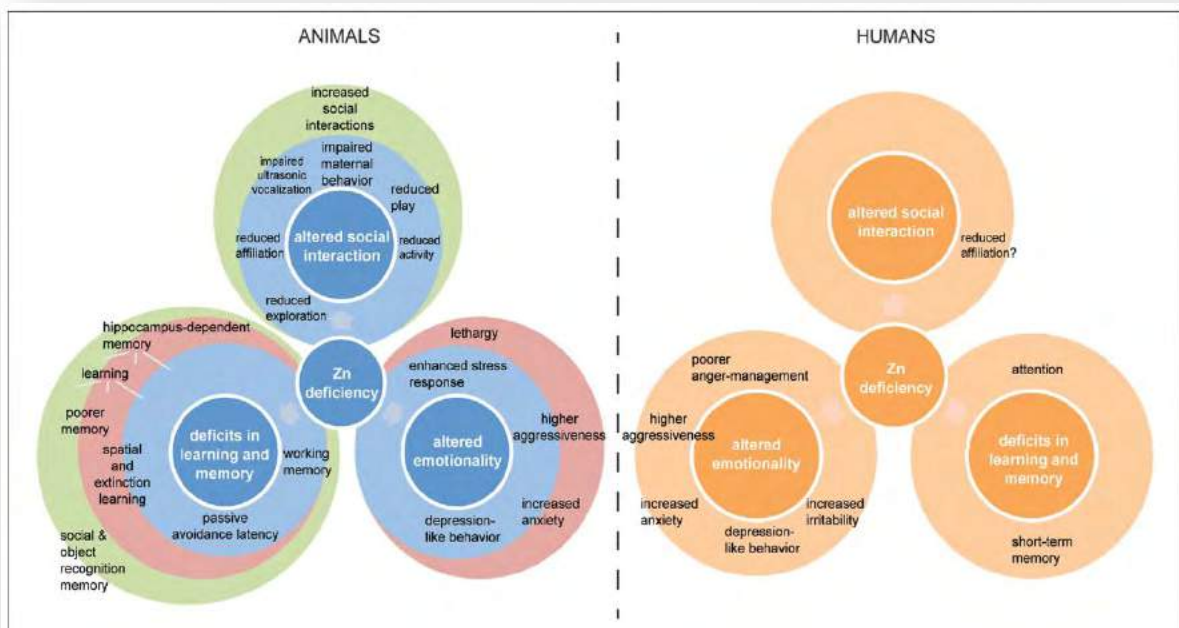 ANIMALS
increased
social
interactions
impaired
ultrasonic
vocalization
impaired
maternal
behavior
reduced
play
altered social
interaction
reduced
affiliation
reduced
activity
reduced
exploration
Zn
deficiency
hippocampus-dependent
memory
learning
poorer
memory
spatial
and
extinction
learning
deficits in
learning and
memory
working
memory
passive
avoidance latency
social &
object
recognition
memory
lethargy
enhanced stress
response
higher
aggressiveness
altered
emotionality
increased
anxiety
depression-
like behavior
HUMANS
altered social
interaction
reduced
affiliation?
Zn
deficiency
poorer
anger-management
higher
aggressiveness
altered
emotionality
increased
anxiety
increased
irritability
depression-
like behavior
attention
deficits in
learning and
memory
short-term
memory